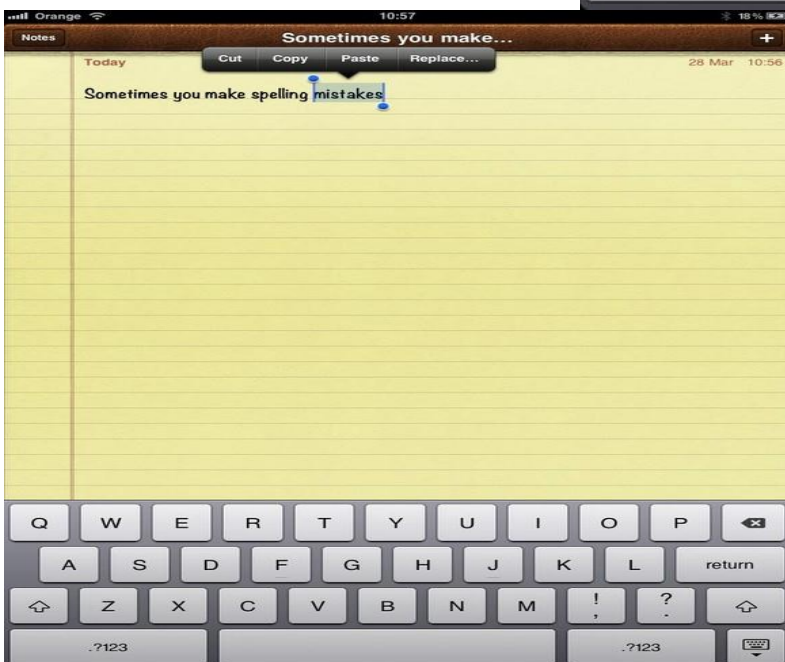 Orange 10:57 18%
Notes Sometimes you make... +
Today Cut Copy Paste Replace... 28 Mar 10:56
Sometimes you make spelling mistakes
Q W E R T Y U I O P
A S D F G H J K L return
Z X C V B N M ! , ? .
.?123 .?123